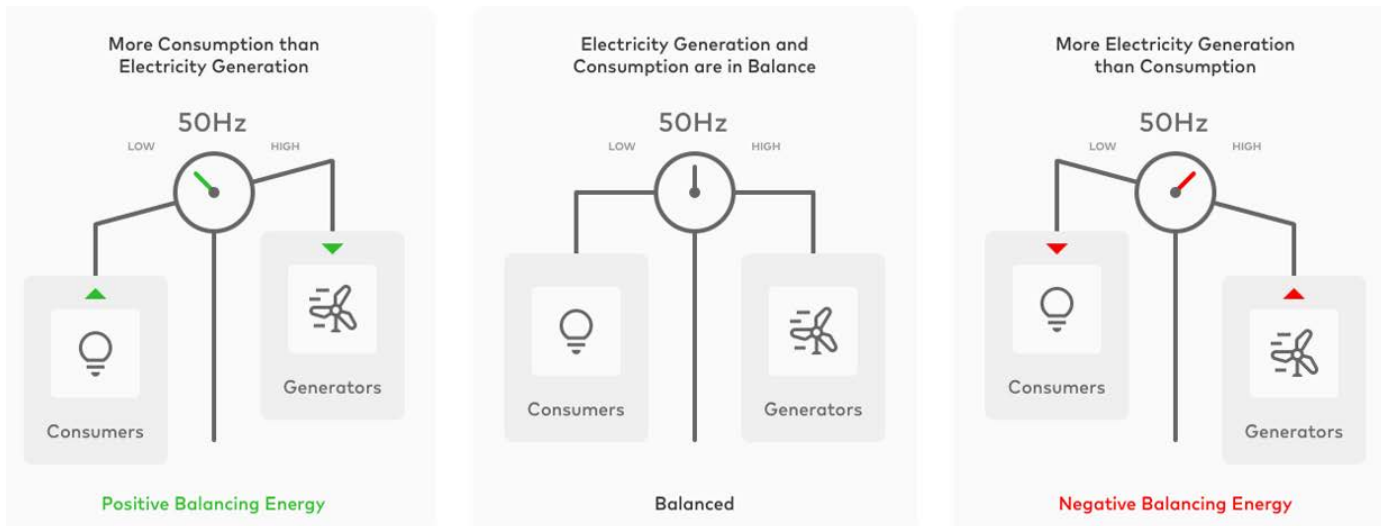 More Consumption than
Electricity Generation
50Hz
LOW
HIGH
Generators
Consumers
Positive Balancing Energy
Electricity Generation and
Consumption are in Balance
50Hz
LOW
HIGH
Consumers
Generators
Balanced
More Electricity Generation
than Consumption
50Hz
LOW
HIGH
Consumers
Generators
Negative Balancing Energy